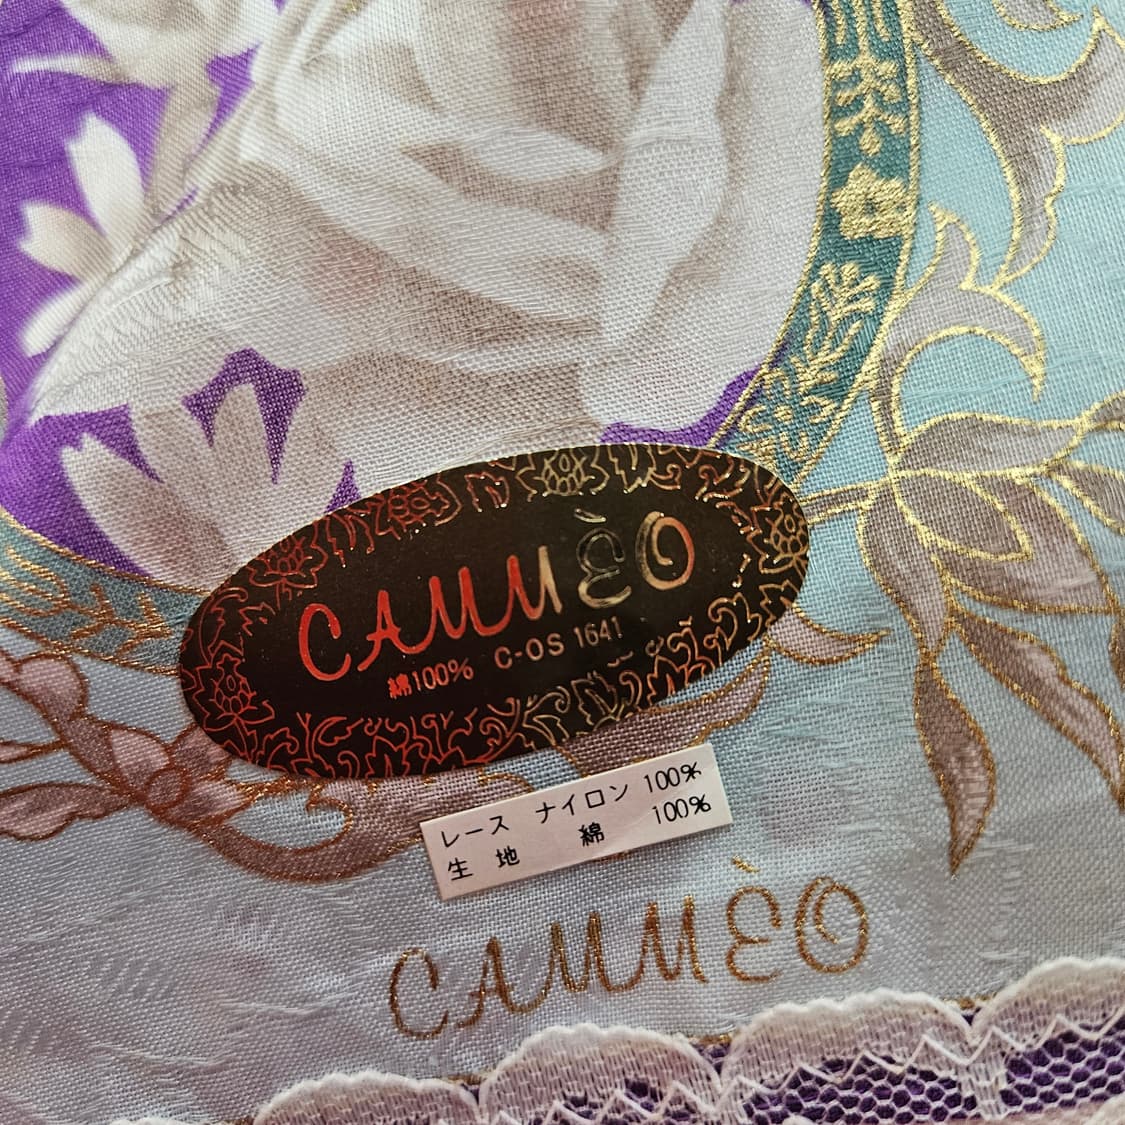 CAMMÈO
綿100% C-OS 1641
レース ナイロン 100%
生地 綿 100%
CAMMÈO